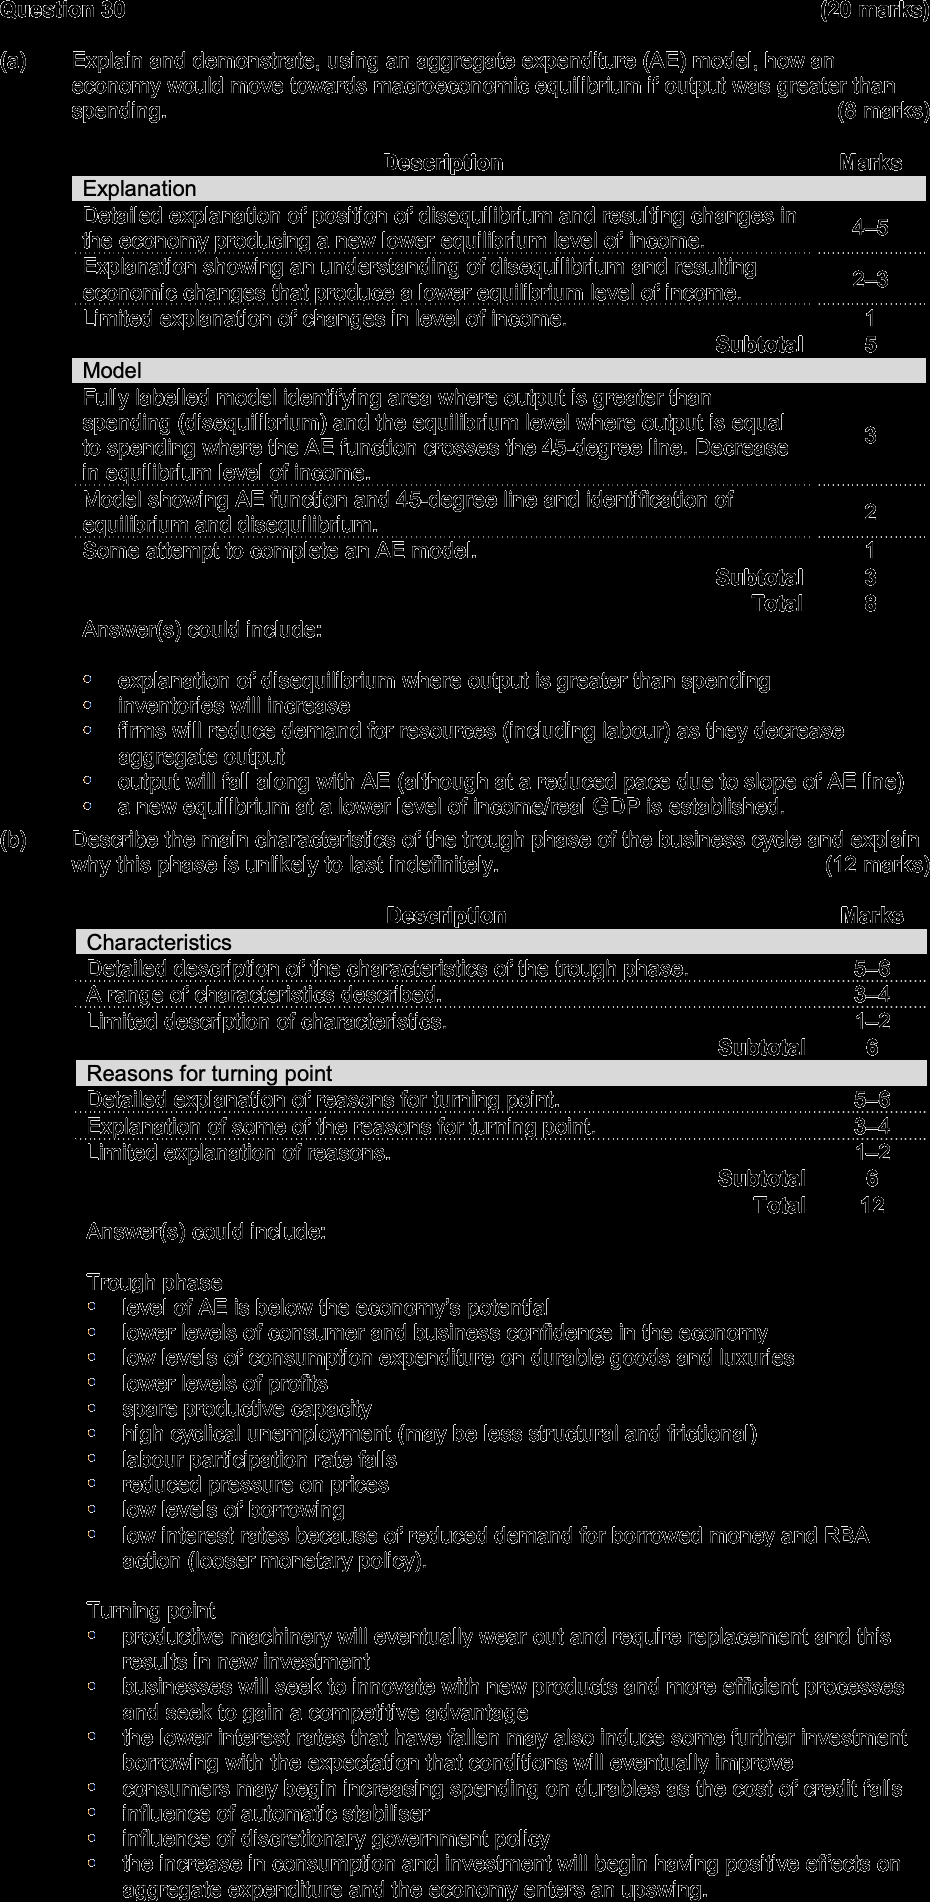 Question 30 (20 marks)
(a) Explain and demonstrate, using an aggregate expenditure (AE) model, how an
economy would move towards macroeconomic equilibrium if output was greater than
spending. (8 marks)
Description Marks
Explanation
Detailed explanation of position of disequilibrium and resulting changes in
the economy producing a new lower equilibrium level of income. 4–5
Explanation showing an understanding of disequilibrium and resulting
economic changes that produce a lower equilibrium level of income. 2–3
Limited explanation of changes in level of income. 1
Subtotal 5
Model
Fully labelled model identifying area where output is greater than
spending (disequilibrium) and the equilibrium level where output is equal
to spending where the AE function crosses the 45-degree line. Decrease
in equilibrium level of income. 3
Model showing AE function and 45-degree line and identification of
equilibrium and disequilibrium. 2
Some attempt to complete an AE model. 1
Subtotal 3
Total 8
Answer(s) could include:
• explanation of disequilibrium where output is greater than spending
• inventories will increase
• firms will reduce demand for resources (including labour) as they decrease
aggregate output
• output will fall along with AE (although at a reduced pace due to slope of AE line)
• a new equilibrium at a lower level of income/real GDP is established.
(b) Describe the main characteristics of the trough phase of the business cycle and explain
why this phase is unlikely to last indefinitely. (12 marks)
Description Marks
Characteristics
Detailed description of the characteristics of the trough phase. 5–6
A range of characteristics described. 3–4
Limited description of characteristics. 1–2
Subtotal 6
Reasons for turning point
Detailed explanation of reasons for turning point. 5–6
Explanation of some of the reasons for turning point. 3–4
Limited explanation of reasons. 1–2
Subtotal 6
Total 12
Answer(s) could include:
Trough phase
• level of AE is below the economy's potential
• lower levels of consumer and business confidence in the economy
• low levels of consumption expenditure on durable goods and luxuries
• lower levels of profits
• spare productive capacity
• high cyclical unemployment (may be less structural and frictional)
• labour participation rate falls
• reduced pressure on prices
• low levels of borrowing
• low interest rates because of reduced demand for borrowed money and RBA
action (looser monetary policy).
Turning point
• productive machinery will eventually wear out and require replacement and this
results in new investment
• businesses will seek to innovate with new products and more efficient processes
and seek to gain a competitive advantage
• the lower interest rates that have fallen may also induce some further investment
borrowing with the expectation that conditions will eventually improve
• consumers may begin increasing spending on durables as the cost of credit falls
• influence of automatic stabiliser
• influence of discretionary government policy
• the increase in consumption and investment will begin having positive effects on
aggregate expenditure and the economy enters an upswing.